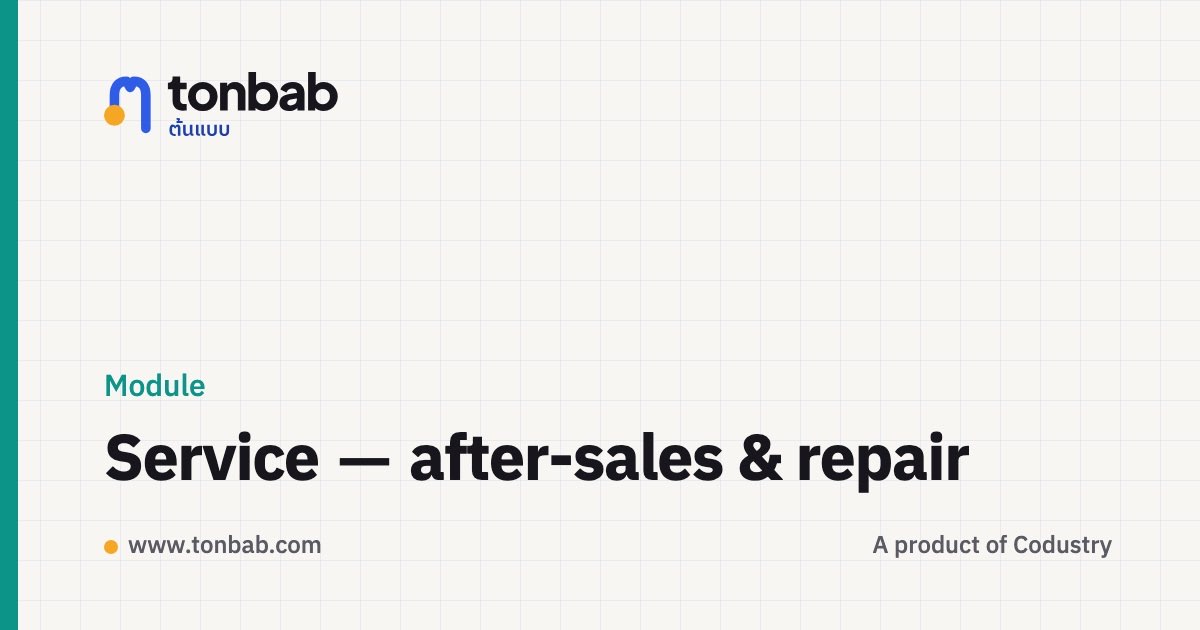 tonbab
ต้นแบบ
Module
Service — after-sales & repair
www.tonbab.com
A product of Codustry